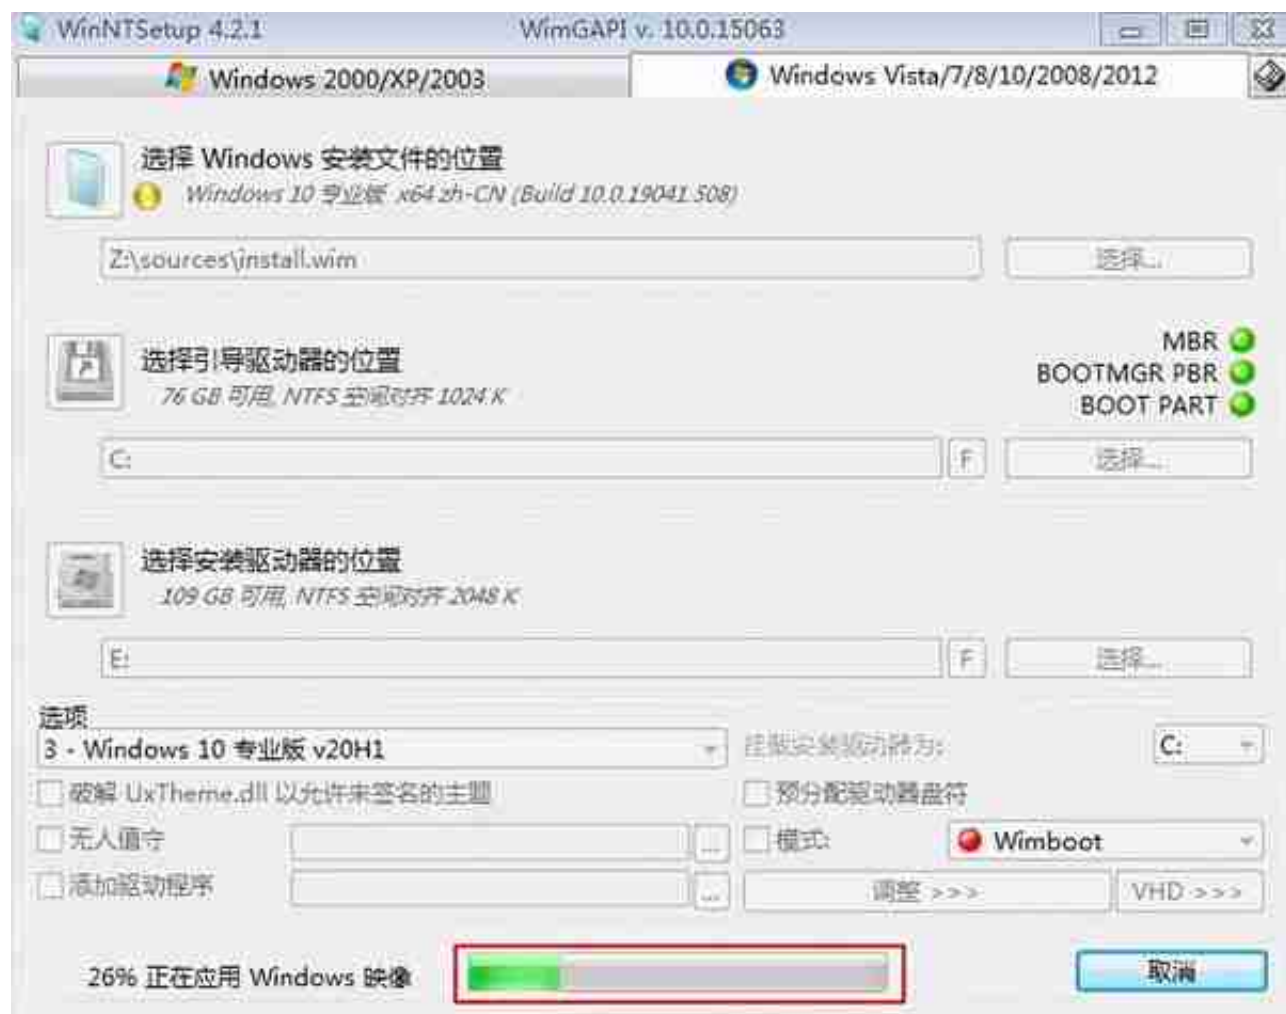 WinNTSetup 4.2.1 WimGAPI v. 10.0.15063
Windows 2000/XP/2003 Windows Vista/7/8/10/2008/2012
选择 Windows 安装文件的位置
Windows 10 专业版 x64 zh-CN (Build 10.0.19041.508)
Z:\sources\install.wim 选择...
MBR
选择引导驱动器的位置
BOOTMGR PBR
76 GB 可用, NTFS 空间对齐 1024 K
BOOT PART
C: F 选择...
选择安装驱动器的位置
109 GB 可用, NTFS 空间对齐 2048 K
E: F 选择...
选项
3 - Windows 10 专业版 v20H1 挂载安装驱动器为: C:
破解 UxTheme.dll 以允许未签名的主题 预分配驱动器盘符
无人值守 ... 模式: Wimboot
添加驱动程序 ... 调整 >>> VHD >>>
26% 正在应用 Windows 映像 取消